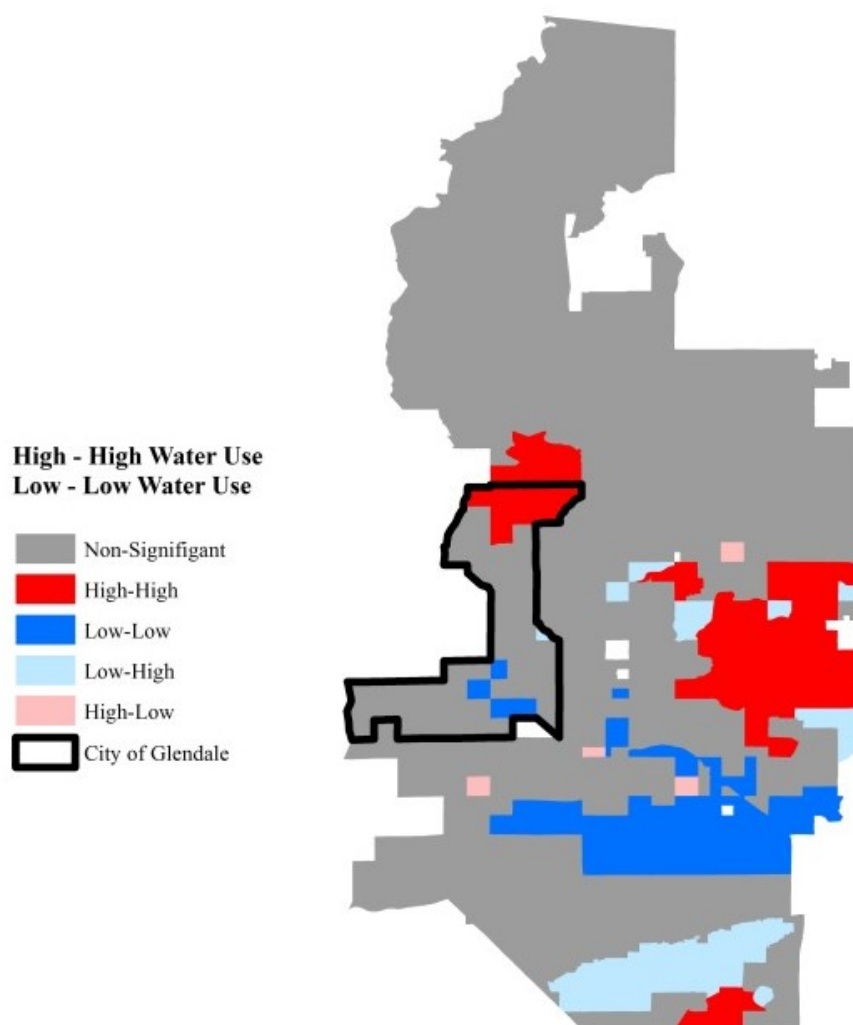 High - High Water Use
Low - Low Water Use
Non-Signifigant
High-High
Low-Low
Low-High
High-Low
City of Glendale